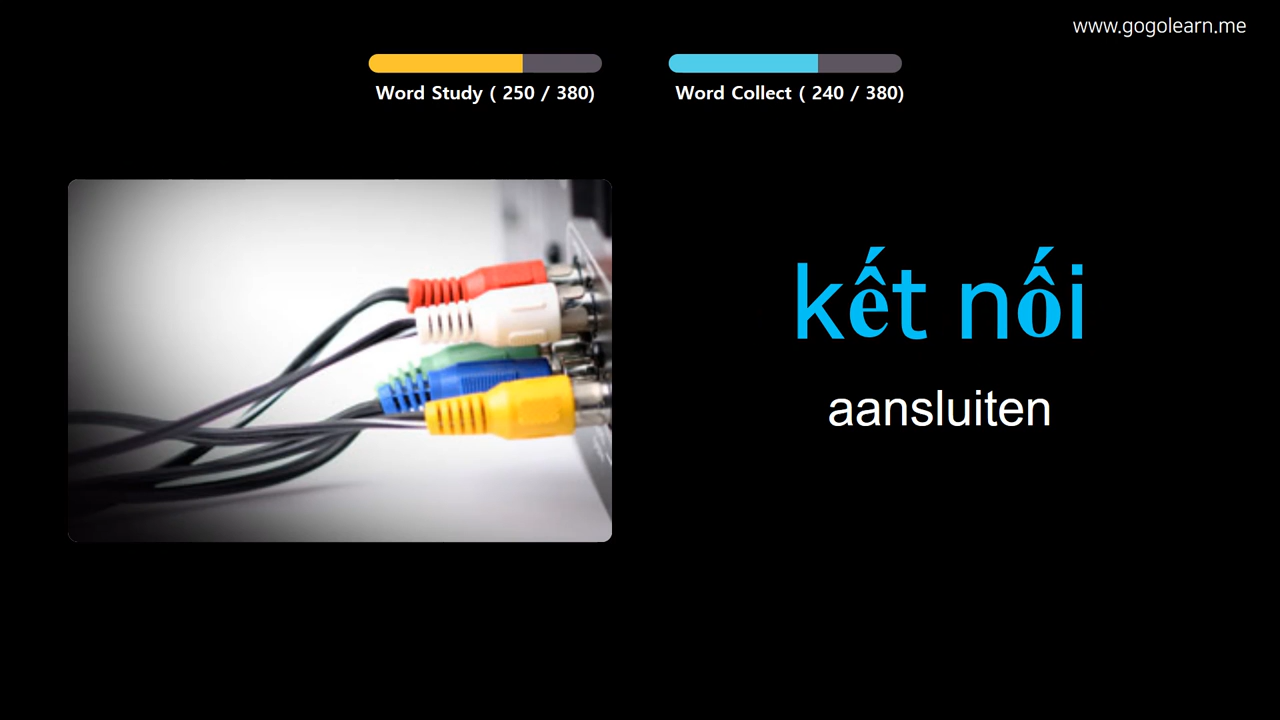 www.gogolearn.me
Word Study ( 250 / 380)
Word Collect ( 240 / 380)
kết nối
aansluiten